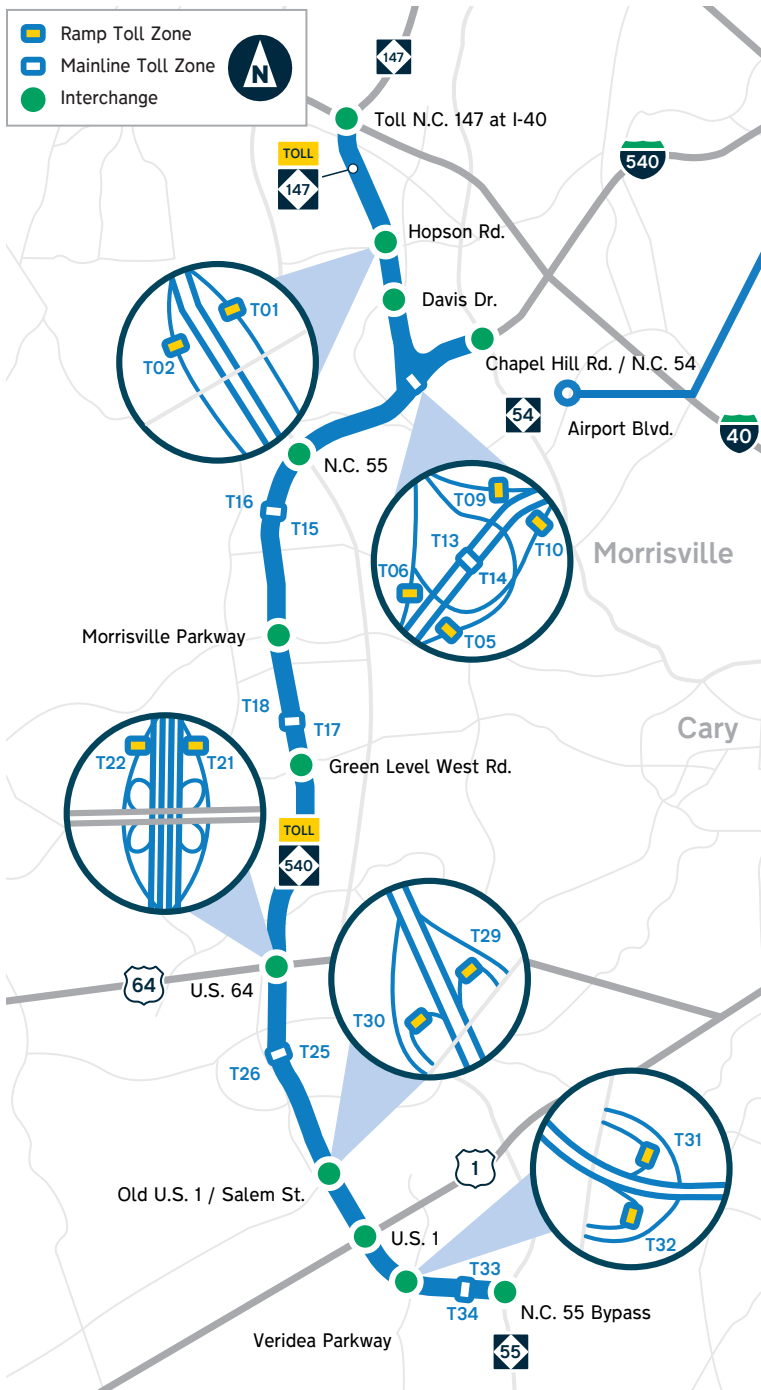 Ramp Toll Zone
Mainline Toll Zone
Interchange
N
147
Toll N.C. 147 at I-40
TOLL
147
540
Hopson Rd.
T01
T02
Davis Dr.
Chapel Hill Rd. / N.C. 54
54
Airport Blvd.
40
N.C. 55
T16
T15
T09
T10
T13
T14
T06
T05
Morrisville
Morrisville Parkway
T18
T17
Cary
T22
T21
Green Level West Rd.
TOLL
540
T29
T30
64
U.S. 64
T25
T26
T31
T32
1
Old U.S. 1 / Salem St.
U.S. 1
T33
T34
N.C. 55 Bypass
Veridea Parkway
55